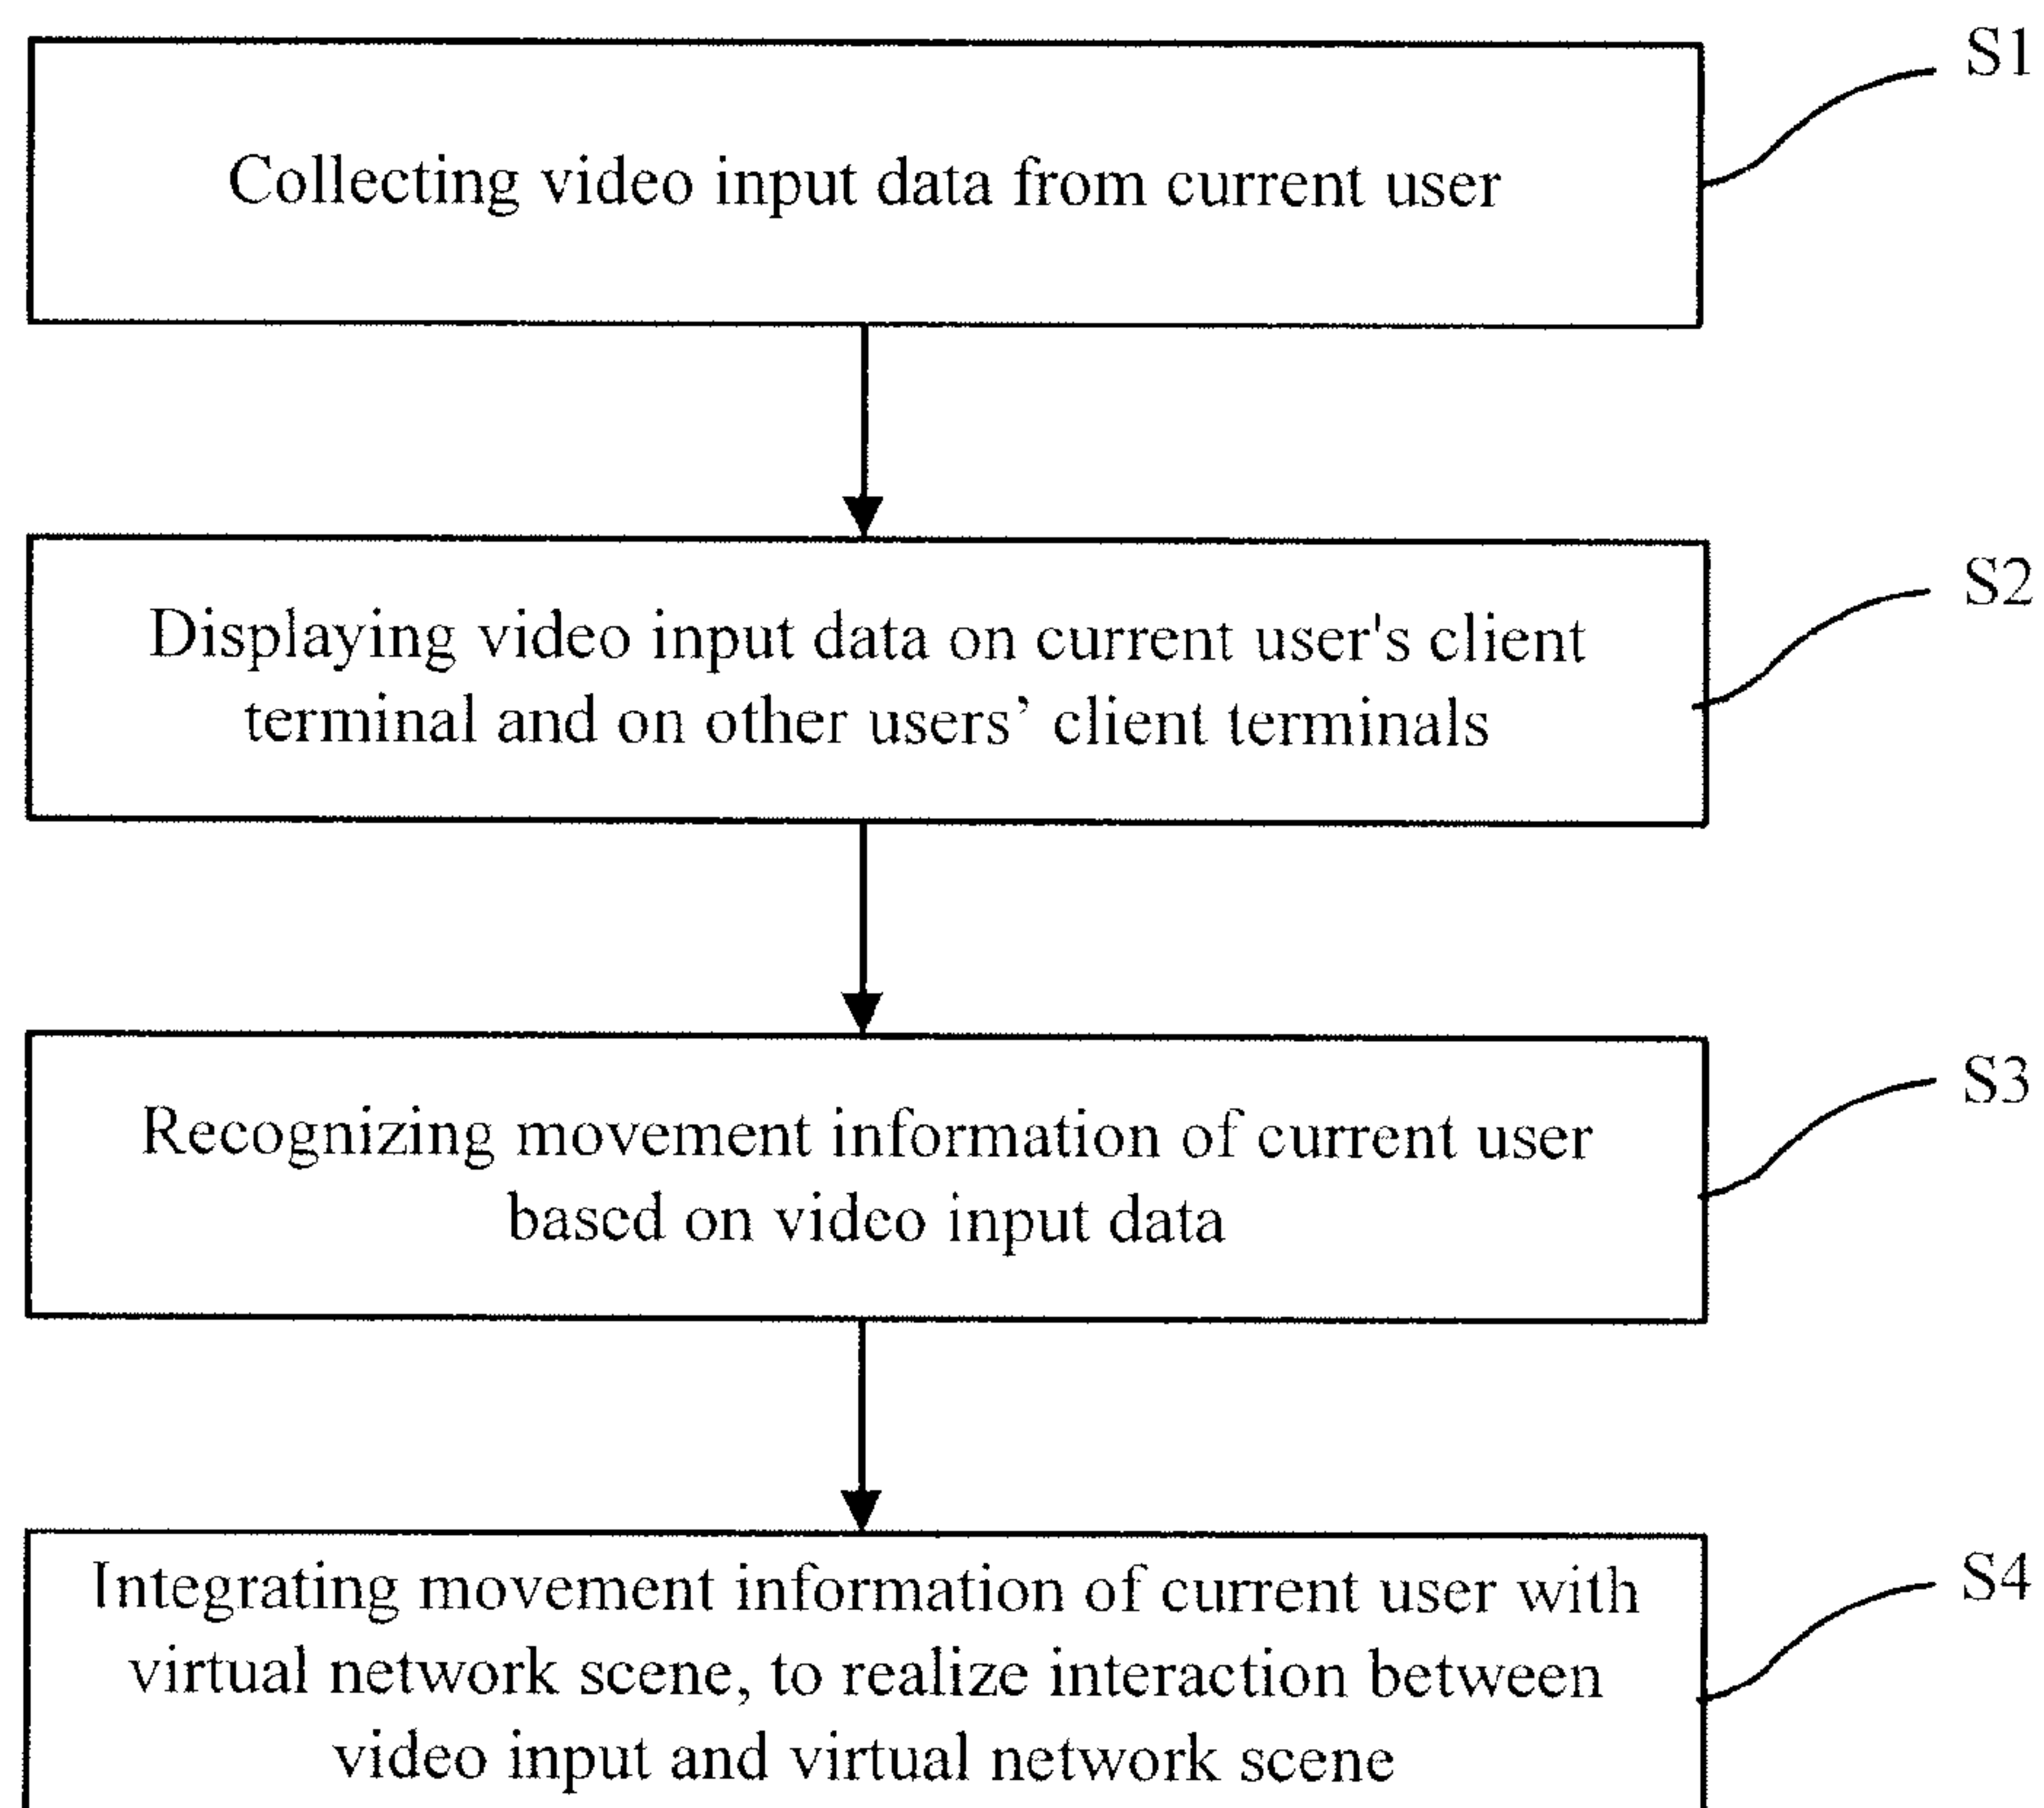 S1
Collecting video input data from current user
S2
Displaying video input data on current user's client
terminal and on other users’ client terminals
S3
Recognizing movement information of current user
based on video input data
S4
Integrating movement information of current user with
virtual network scene, to realize interaction between
video input and virtual network scene